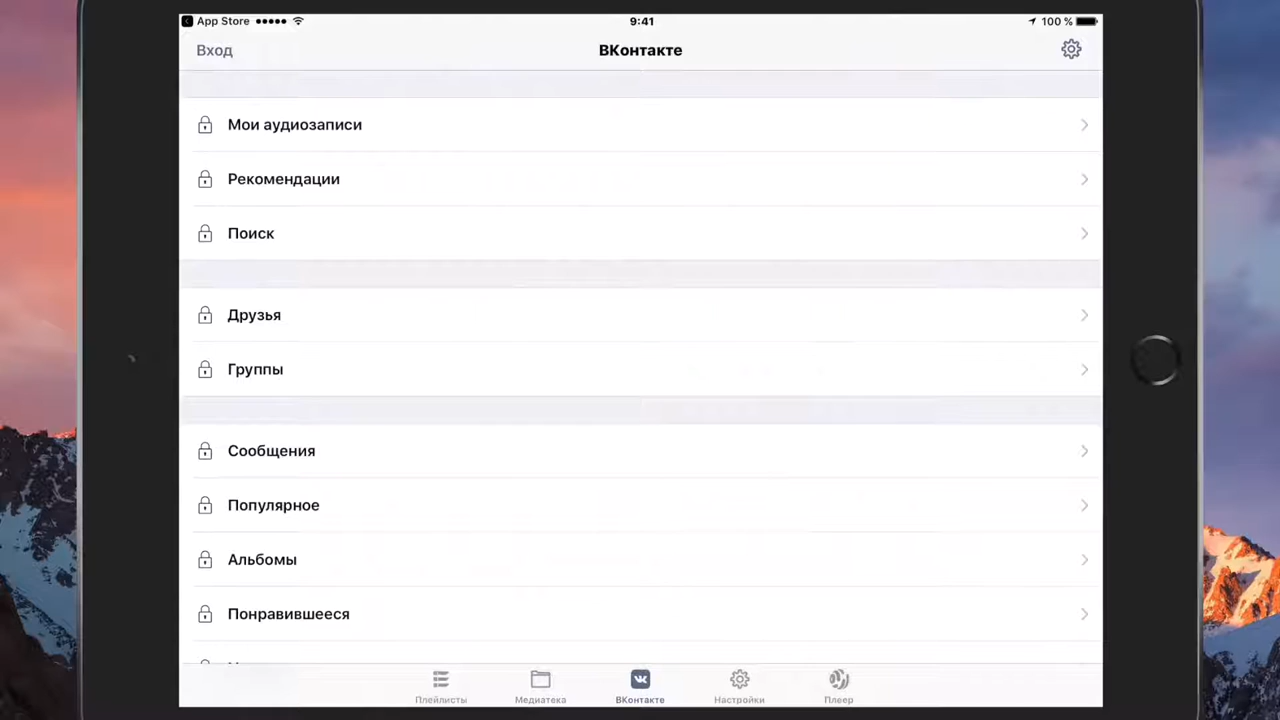 App Store 9:41 100 %
Вход ВКонтакте
Мои аудиозаписи
Рекомендации
Поиск
Друзья
Группы
Сообщения
Популярное
Альбомы
Понравившееся
Плейлисты Медиатека ВКонтакте Настройки Плеер